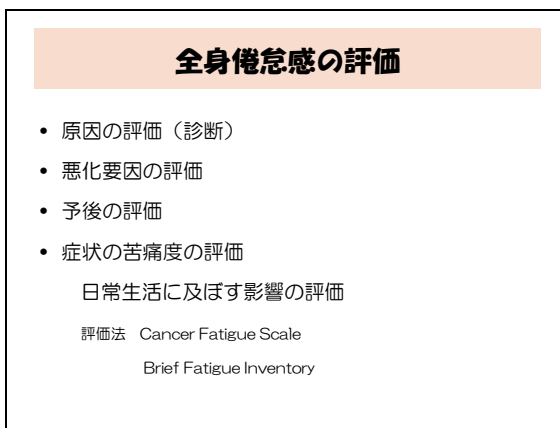 全身倦怠感の評価
• 原因の評価（診断）
• 悪化要因の評価
• 予後の評価
• 症状の苦痛度の評価
日常生活に及ぼす影響の評価
評価法 Cancer Fatigue Scale
Brief Fatigue Inventory